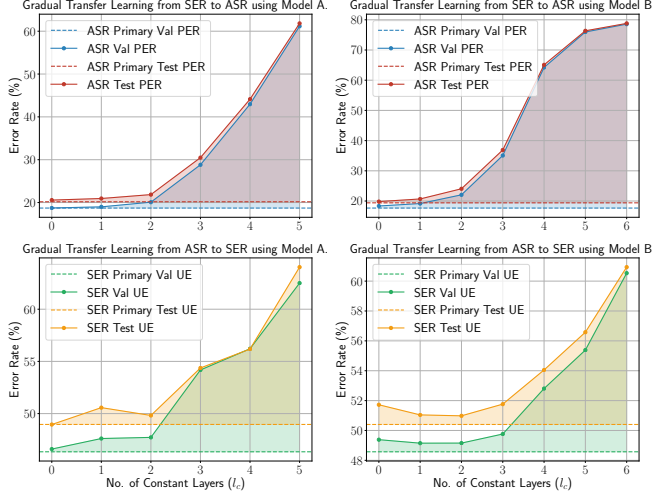 Gradual Transfer Learning from SER to ASR using Model A.
ASR Primary Val PER
ASR Val PER
ASR Primary Test PER
ASR Test PER
Error Rate (%)
60
50
40
30
20
0 1 2 3 4 5
Gradual Transfer Learning from SER to ASR using Model B
ASR Primary Val PER
ASR Val PER
ASR Primary Test PER
ASR Test PER
Error Rate (%)
80
70
60
50
40
30
20
0 1 2 3 4 5 6
Gradual Transfer Learning from ASR to SER using Model A.
SER Primary Val UE
SER Val UE
SER Primary Test UE
SER Test UE
Error Rate (%)
60
55
50
0 1 2 3 4 5
No. of Constant Layers (l_c)
Gradual Transfer Learning from ASR to SER using Model B
SER Primary Val UE
SER Val UE
SER Primary Test UE
SER Test UE
Error Rate (%)
60
58
56
54
52
50
48
0 1 2 3 4 5 6
No. of Constant Layers (l_c)